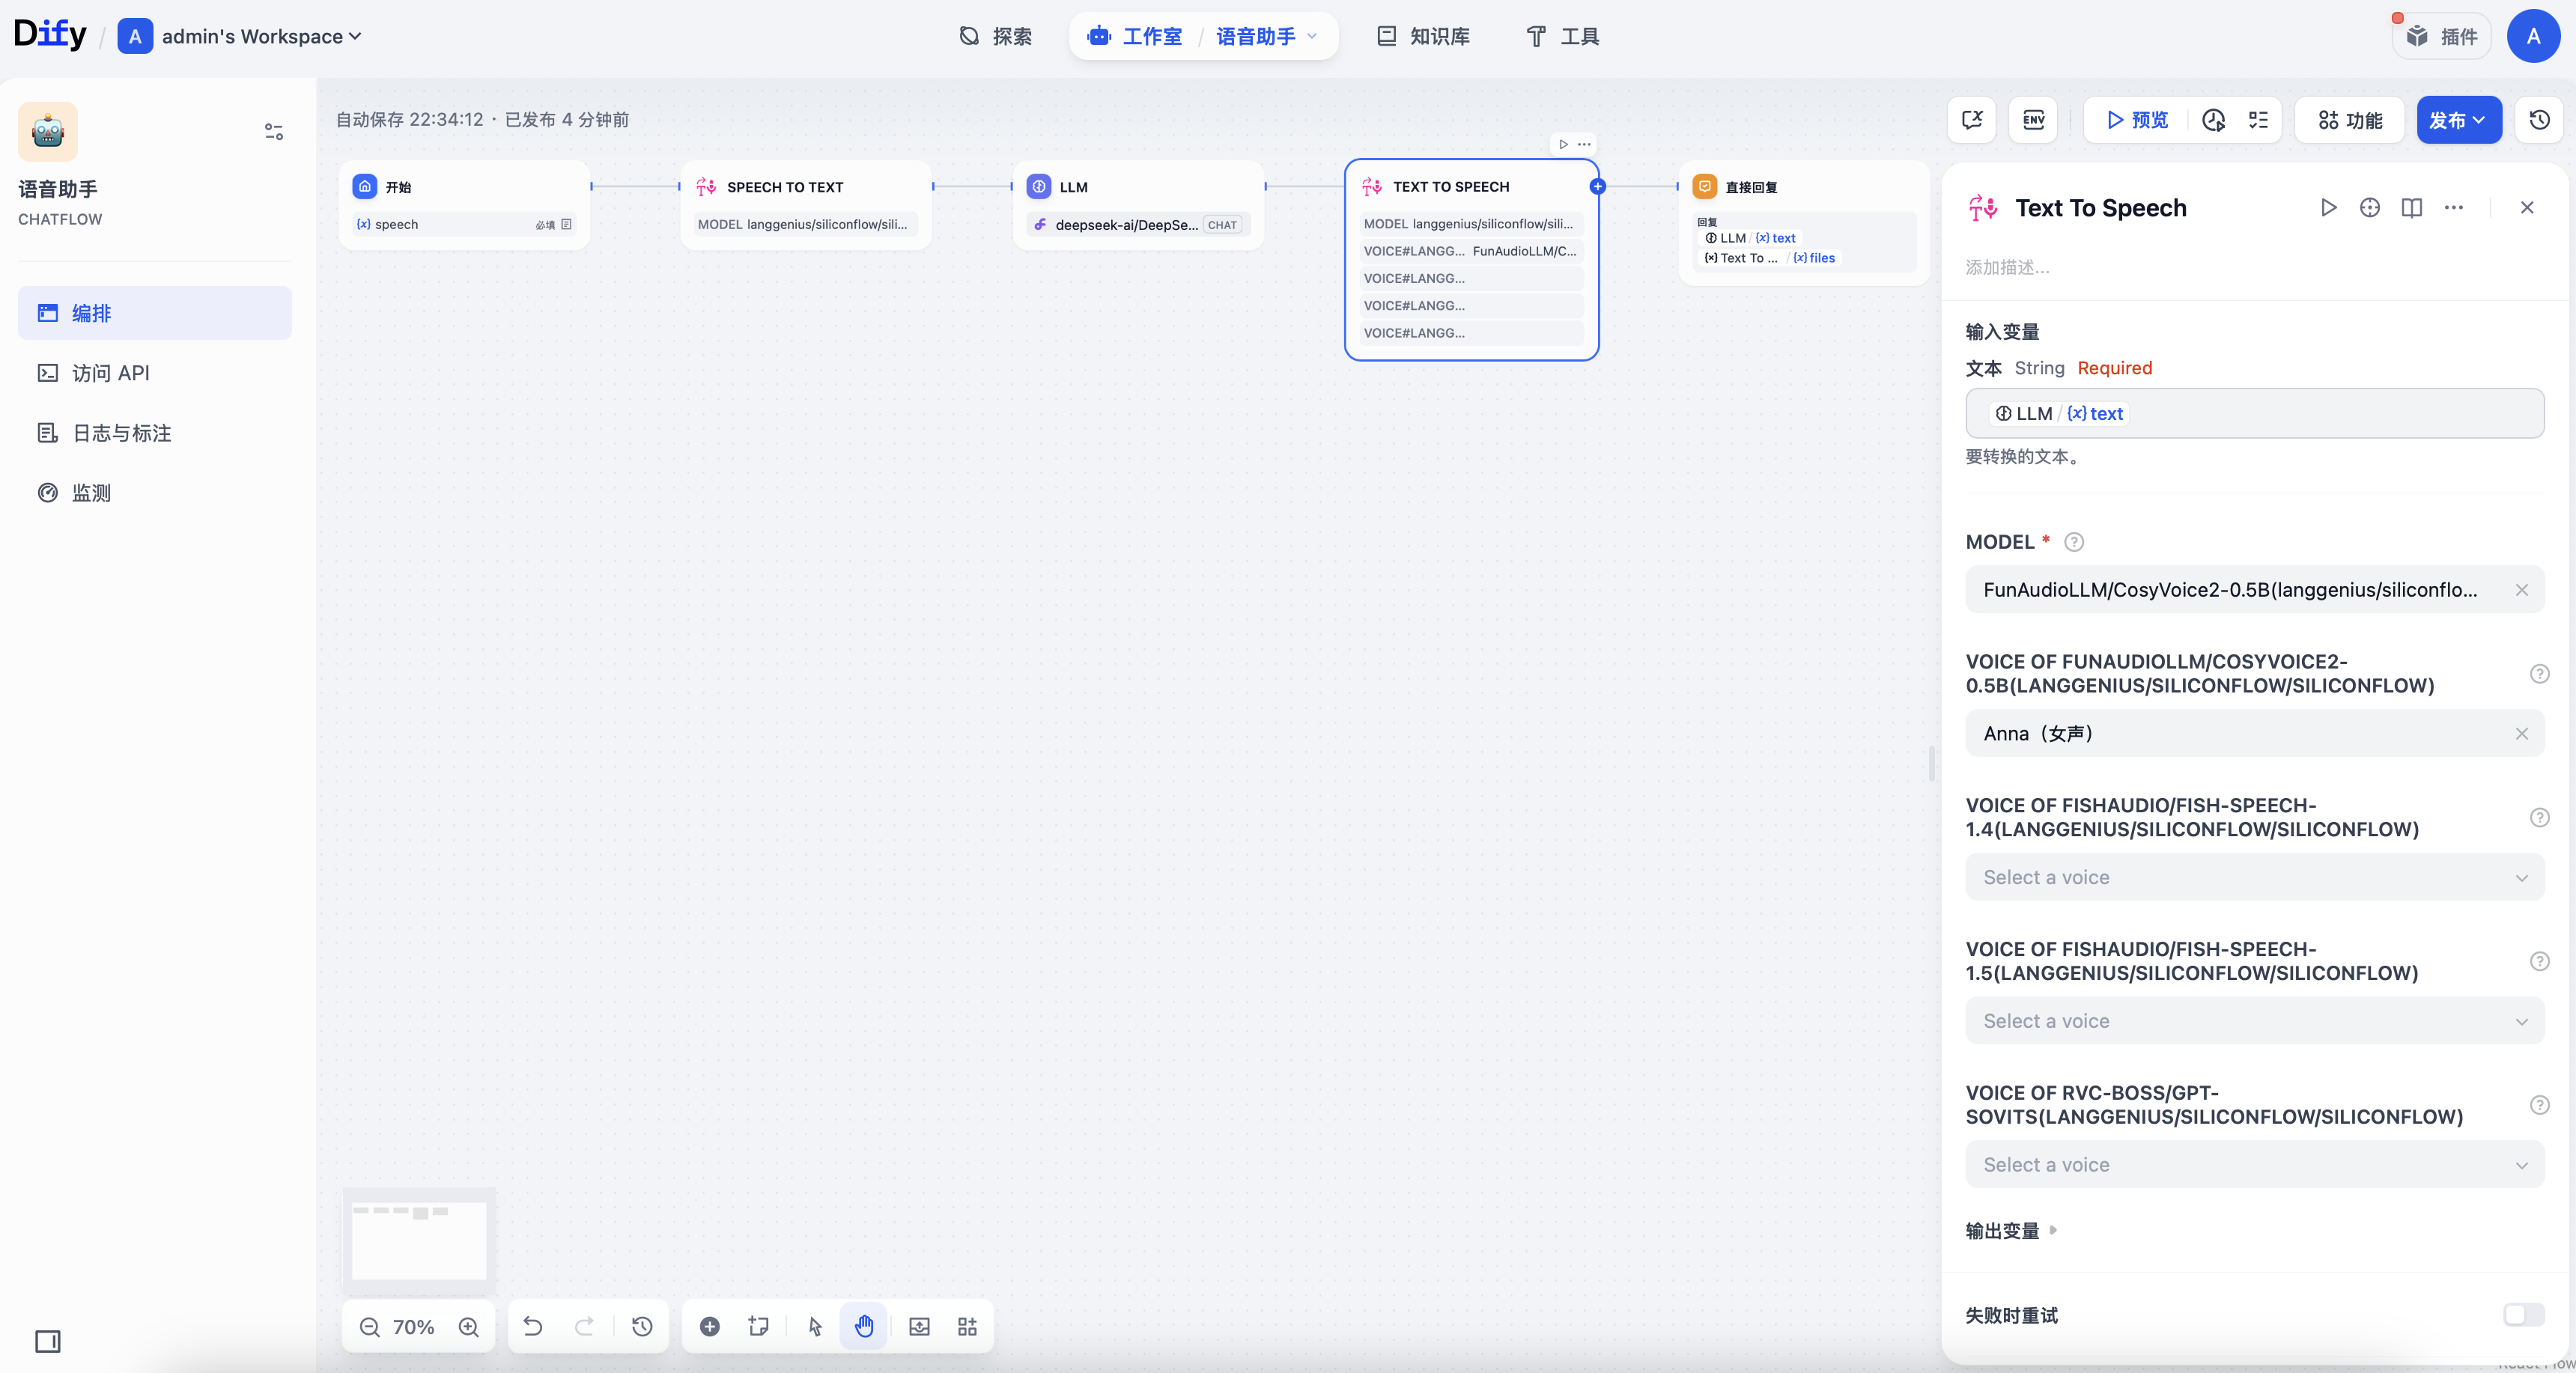 Dify / A admin's Workspace
探索
工作室 / 语音助手
知识库
工具
插件
A
语音助手
CHATFLOW
编排
访问 API
日志与标注
监测
自动保存 22:34:12 · 已发布 4 分钟前
ENV
预览
功能
发布
开始
{x} speech 必填
SPEECH TO TEXT
MODEL langgenius/siliconflow/sili...
LLM
deepseek-ai/DeepSe... CHAT
TEXT TO SPEECH
MODEL langgenius/siliconflow/sili...
VOICE#LANGG... FunAudioLLM/C...
VOICE#LANGG...
VOICE#LANGG...
VOICE#LANGG...
直接回复
回复
LLM / {x} text
{x} Text To ... / {x} files
70%
Text To Speech
添加描述...
输入变量
文本 String Required
LLM / {x} text
要转换的文本。
MODEL *
FunAudioLLM/CosyVoice2-0.5B(langgenius/siliconflo...
VOICE OF FUNAUDIOLLM/COSYVOICE2-
0.5B(LANGGENIUS/SILICONFLOW/SILICONFLOW)
Anna（女声）
VOICE OF FISHAUDIO/FISH-SPEECH-
1.4(LANGGENIUS/SILICONFLOW/SILICONFLOW)
Select a voice
VOICE OF FISHAUDIO/FISH-SPEECH-
1.5(LANGGENIUS/SILICONFLOW/SILICONFLOW)
Select a voice
VOICE OF RVC-BOSS/GPT-
SOVITS(LANGGENIUS/SILICONFLOW/SILICONFLOW)
Select a voice
输出变量
失败时重试
React Flow